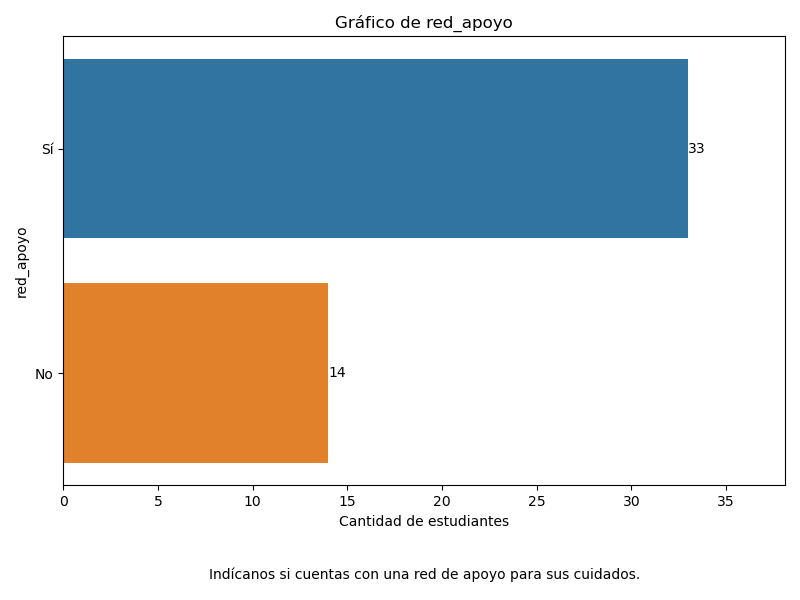 Gráfico de red_apoyo
red_apoyo
Sí
33
No
14
0 5 10 15 20 25 30 35
Cantidad de estudiantes
Indícanos si cuentas con una red de apoyo para sus cuidados.